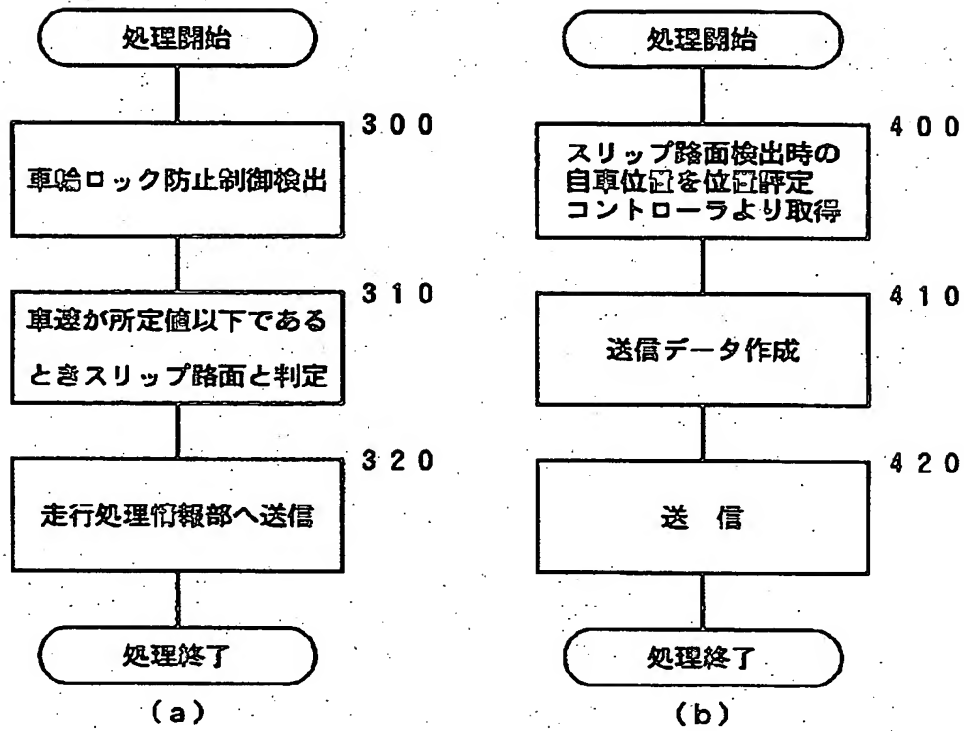 処理開始
300
車輪ロック防止制御検出
310
車速が所定値以下である
ときスリップ路面と判定
320
走行処理情報部へ送信
処理終了
(a)
処理開始
400
スリップ路面検出時の
自車位置を位置評定
コントローラより取得
410
送信データ作成
420
送 信
処理終了
(b)